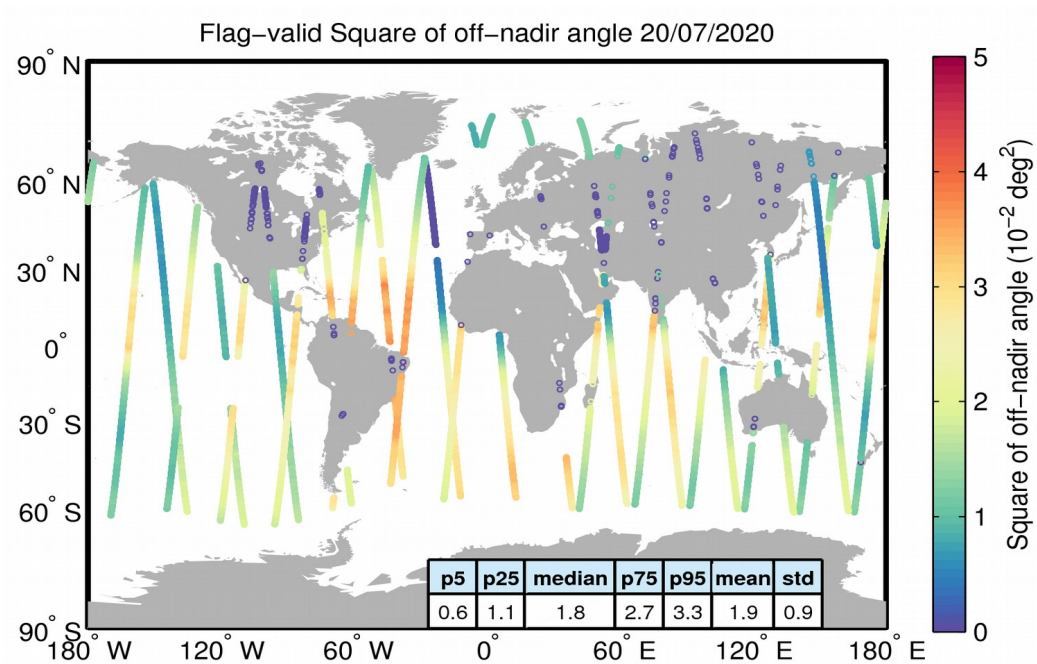 Flag-valid Square of off-nadir angle 20/07/2020
90° N
60° N
30° N
0°
30° S
60° S
90° S
180° W
120° W
60° W
0°
60° E
120° E
180° E
p5 p25 median p75 p95 mean std
0.6 1.1 1.8 2.7 3.3 1.9 0.9
5
4
3
2
1
0
Square of off-nadir angle (10⁻² deg²)